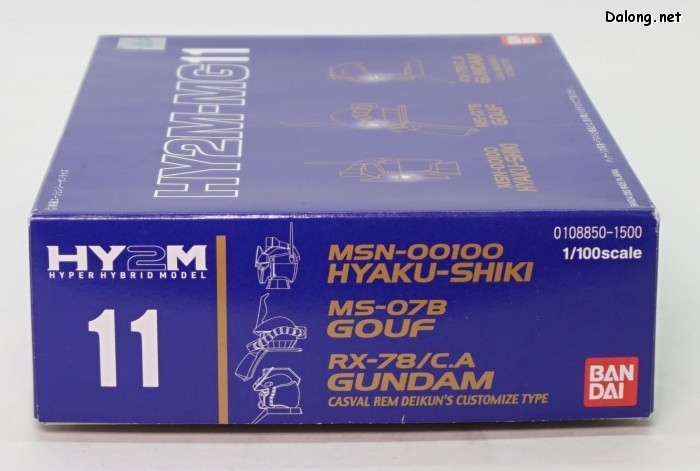 Dalong.net
HY2M-MG11
RX-78/C.A
GUNDAM
MS-07B
GOUF
MSN-00100
HYAKU-SHIKI
BAN
DAI
HY2M
HYPER HYBRID MODEL
11
MSN-00100
HYAKU-SHIKI
MS-07B
GOUF
RX-78/C.A
GUNDAM
CASVAL REM DEIKUN'S CUSTOMIZE TYPE
0108850-1500
1/100scale
BAN
DAI